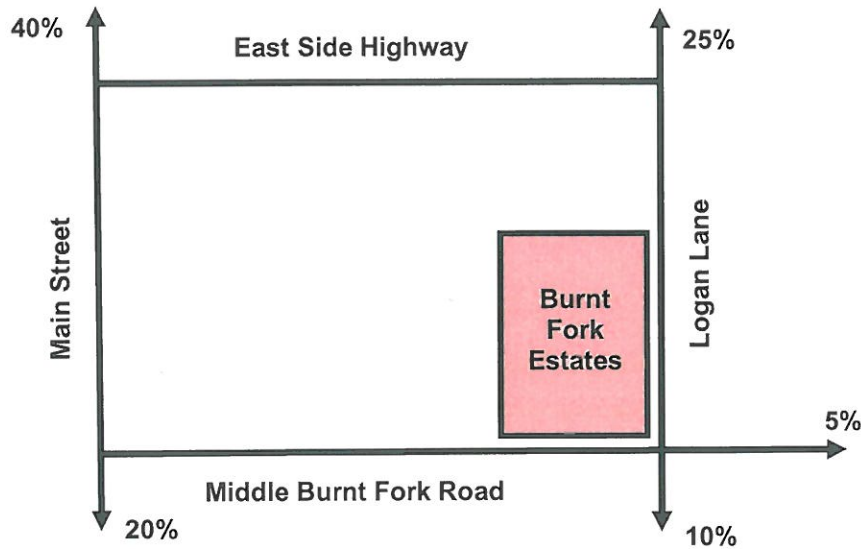 40%
East Side Highway
25%
Main Street
Burnt
Fork
Estates
Logan Lane
5%
Middle Burnt Fork Road
20%
10%